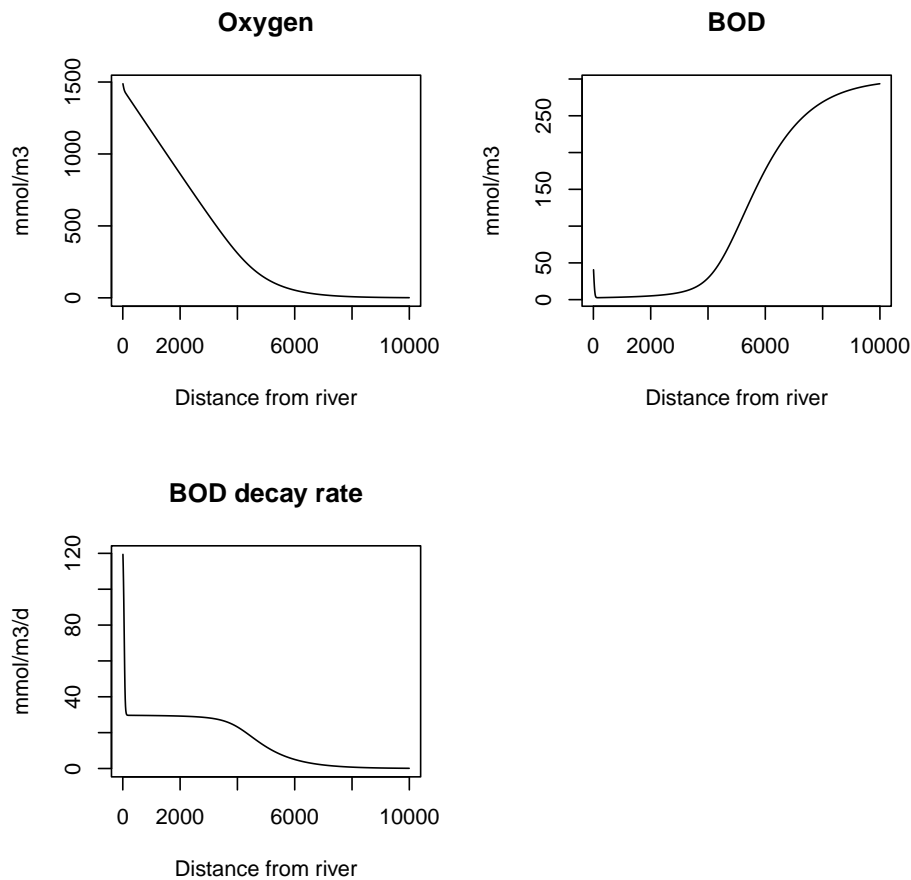 Oxygen
mmol/m3
1500
1000
500
0
0 2000 6000 10000
Distance from river
BOD
mmol/m3
250
150
50
0
0 2000 6000 10000
Distance from river
BOD decay rate
mmol/m3/d
120
80
40
0
0 2000 6000 10000
Distance from river